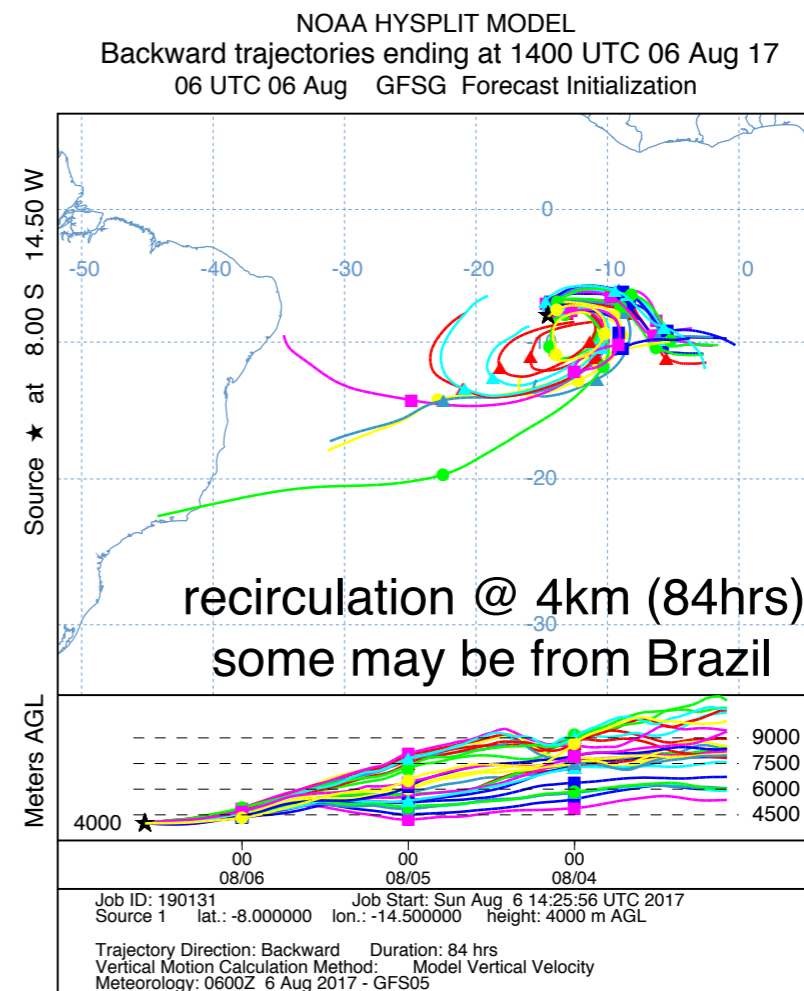 NOAA HYSPLIT MODEL
Backward trajectories ending at 1400 UTC 06 Aug 17
06 UTC 06 Aug GFSG Forecast Initialization
Source ★ at 8.00 S 14.50 W
0
-50 -40 -30 -20 -10 0
-20
-30
recirculation @ 4km (84hrs)
some may be from Brazil
Meters AGL
9000
7500
6000
4500
4000
00 00 00
08/06 08/05 08/04
Job ID: 190131 Job Start: Sun Aug 6 14:25:56 UTC 2017
Source 1 lat.: -8.000000 lon.: -14.500000 height: 4000 m AGL
Trajectory Direction: Backward Duration: 84 hrs
Vertical Motion Calculation Method: Model Vertical Velocity
Meteorology: 0600Z 6 Aug 2017 - GFS05